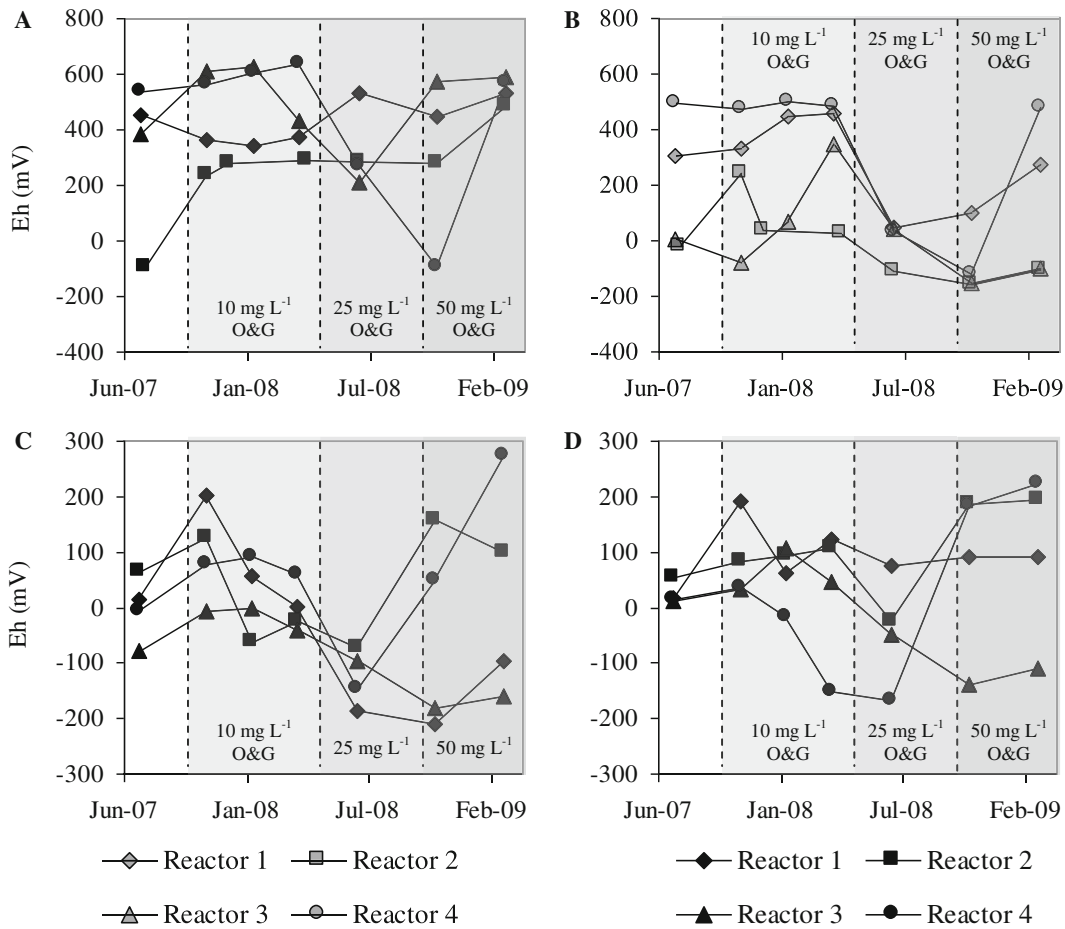 A
800
600
400
200
0
-200
-400
Eh (mV)
10 mg L⁻¹
O&G
25 mg L⁻¹
O&G
50 mg L⁻¹
O&G
Jun-07
Jan-08
Jul-08
Feb-09
B
800
600
400
200
0
-200
-400
10 mg L⁻¹
O&G
25 mg L⁻¹
O&G
50 mg L⁻¹
O&G
Jun-07
Jan-08
Jul-08
Feb-09
C
300
200
100
0
-100
-200
-300
Eh (mV)
10 mg L⁻¹
O&G
25 mg L⁻¹
50 mg L⁻¹
Jun-07
Jan-08
Jul-08
Feb-09
D
300
200
100
0
-100
-200
-300
10 mg L⁻¹
O&G
25 mg L⁻¹
O&G
50 mg L⁻¹
O&G
Jun-07
Jan-08
Jul-08
Feb-09
Reactor 1
Reactor 2
Reactor 3
Reactor 4
Reactor 1
Reactor 2
Reactor 3
Reactor 4